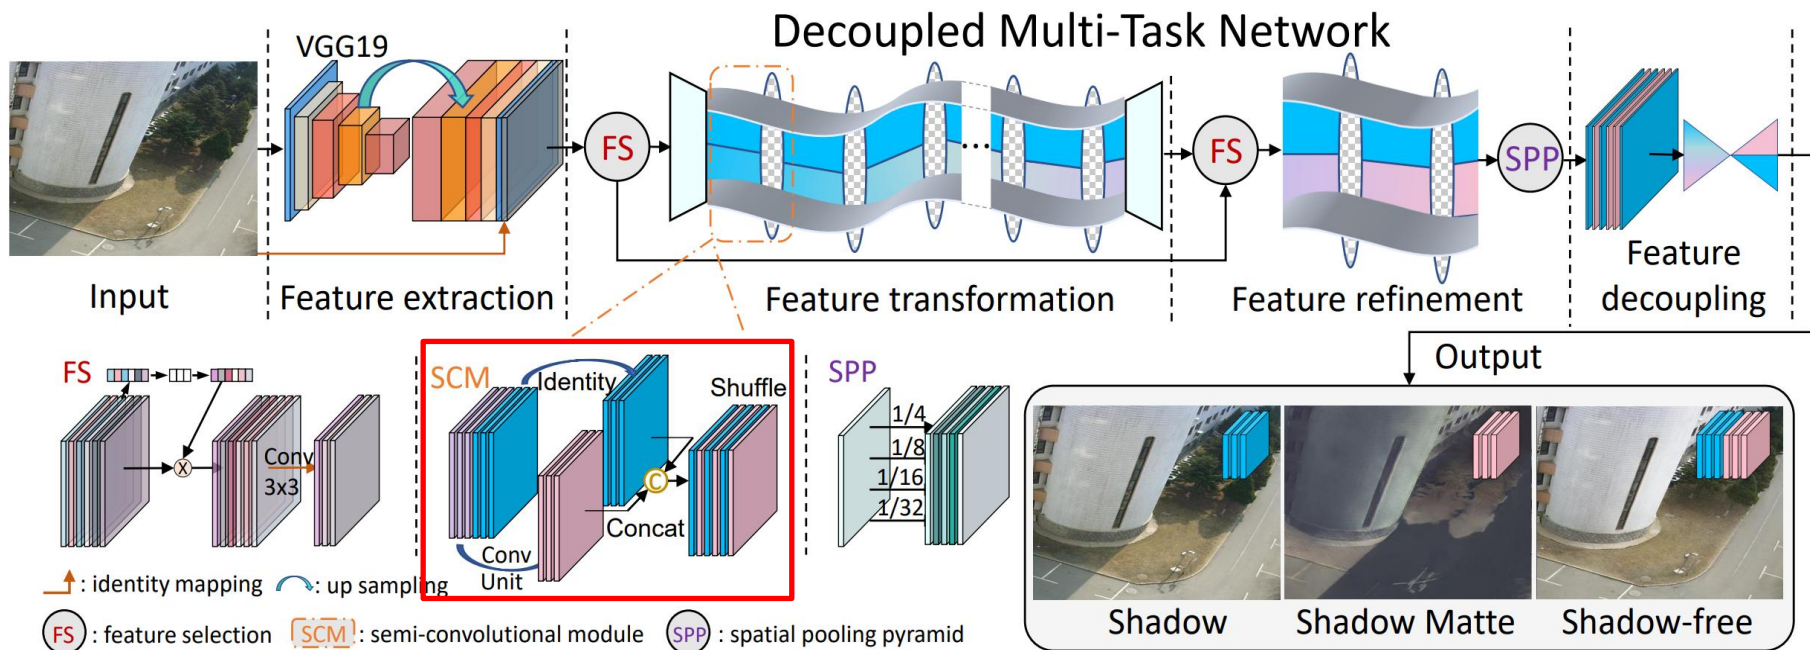 Decoupled Multi-Task Network
VGG19
FS
FS
SPP
Input
Feature extraction
Feature transformation
Feature refinement
Feature
decoupling
Output
FS
Conv
3x3
SCM
Identity
Shuffle
Concat
Conv
Unit
SPP
1/4
1/8
1/16
1/32
: identity mapping
: up sampling
FS : feature selection
SCM : semi-convolutional module
SPP : spatial pooling pyramid
Shadow
Shadow Matte
Shadow-free
X
C
...